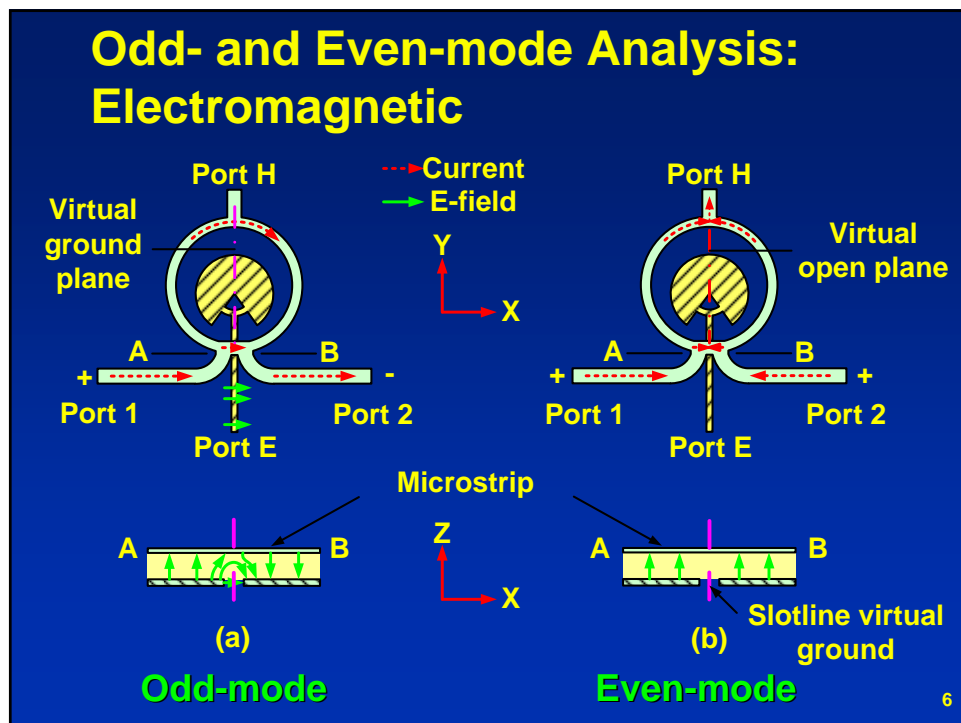 Odd- and Even-mode Analysis:
Electromagnetic
Port H
Virtual
ground
plane
A
B
+
-
Port 1
Port 2
Port E
Current
E-field
Y
X
Port H
Virtual
open plane
A
B
+
+
Port 1
Port 2
Port E
Microstrip
A
B
Z
X
A
B
Slotline virtual
ground
(a)
(b)
Odd-mode
Even-mode
6